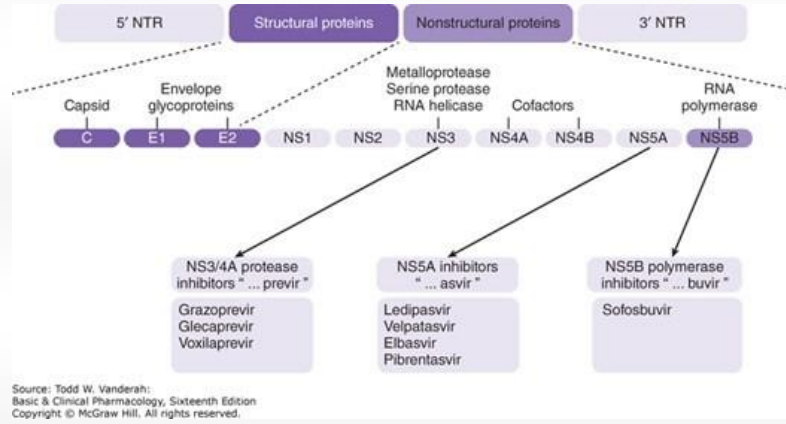 5′ NTR
Structural proteins
Nonstructural proteins
3′ NTR
Capsid
Envelope
glycoproteins
Metalloprotease
Serine protease
RNA helicase
Cofactors
RNA
polymerase
C
E1
E2
NS1
NS2
NS3
NS4A
NS4B
NS5A
NS5B
NS3/4A protease
inhibitors “ ... previr ”
Grazoprevir
Glecaprevir
Voxilaprevir
NS5A inhibitors
“ ... asvir ”
Ledipasvir
Velpatasvir
Elbasvir
Pibrentasvir
NS5B polymerase
inhibitors “ ... buvir ”
Sofosbuvir
Source: Todd W. Vanderah:
Basic & Clinical Pharmacology, Sixteenth Edition
Copyright © McGraw Hill. All rights reserved.